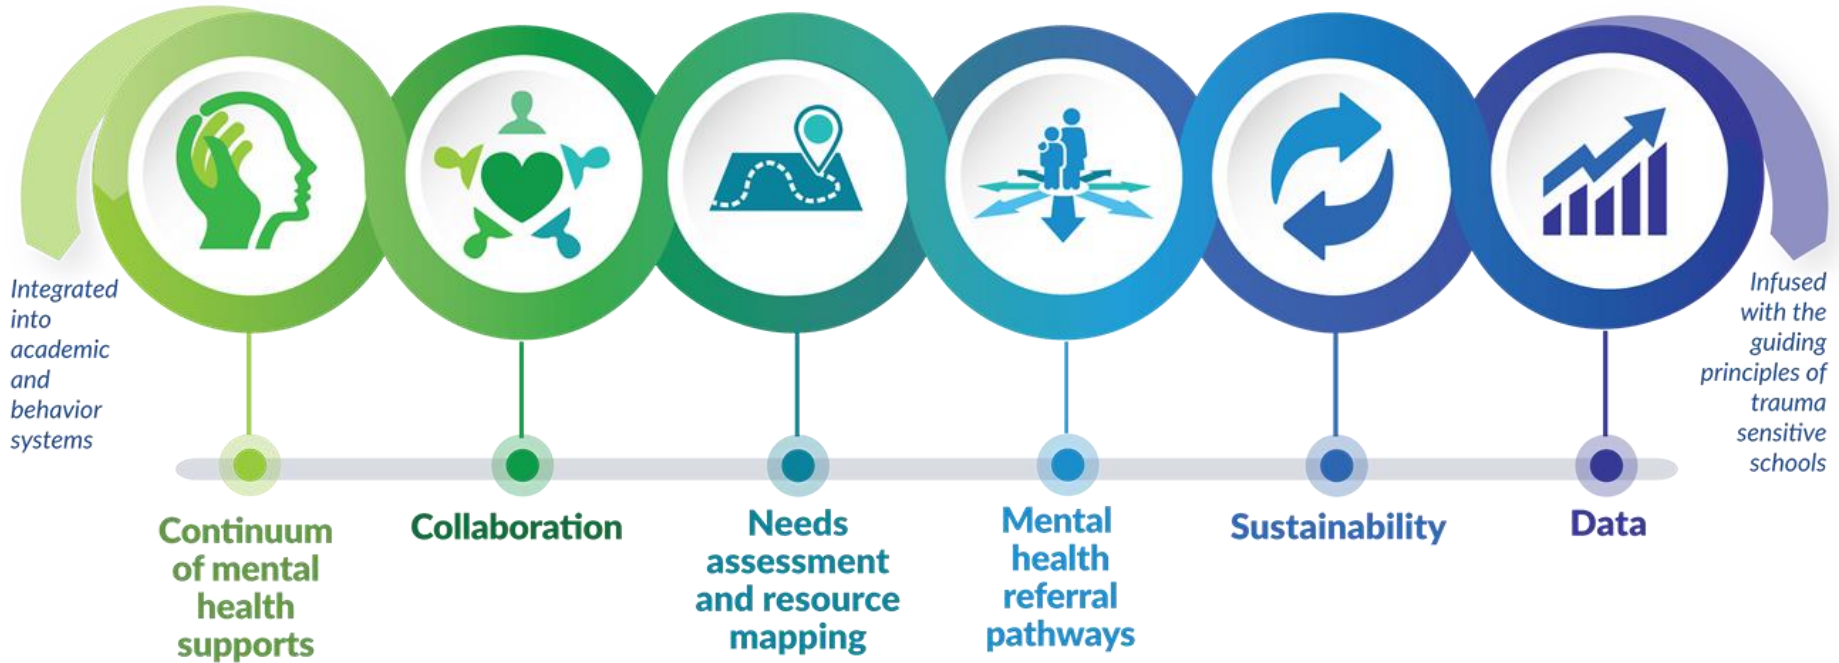 Integrated
into
academic
and
behavior
systems
Infused
with the
guiding
principles of
trauma
sensitive
schools
Continuum
of mental
health
supports
Collaboration
Needs
assessment
and resource
mapping
Mental
health
referral
pathways
Sustainability
Data